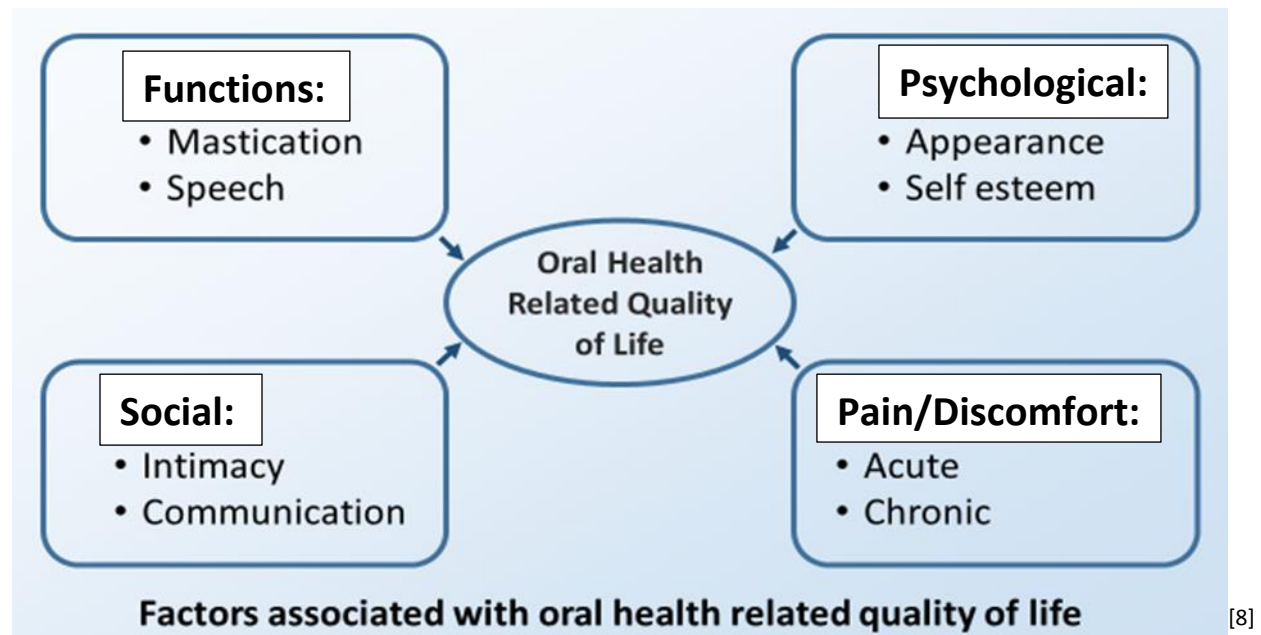 Functions:
• Mastication
• Speech
Psychological:
• Appearance
• Self esteem
Oral Health
Related Quality
of Life
Social:
• Intimacy
• Communication
Pain/Discomfort:
• Acute
• Chronic
Factors associated with oral health related quality of life
[8]